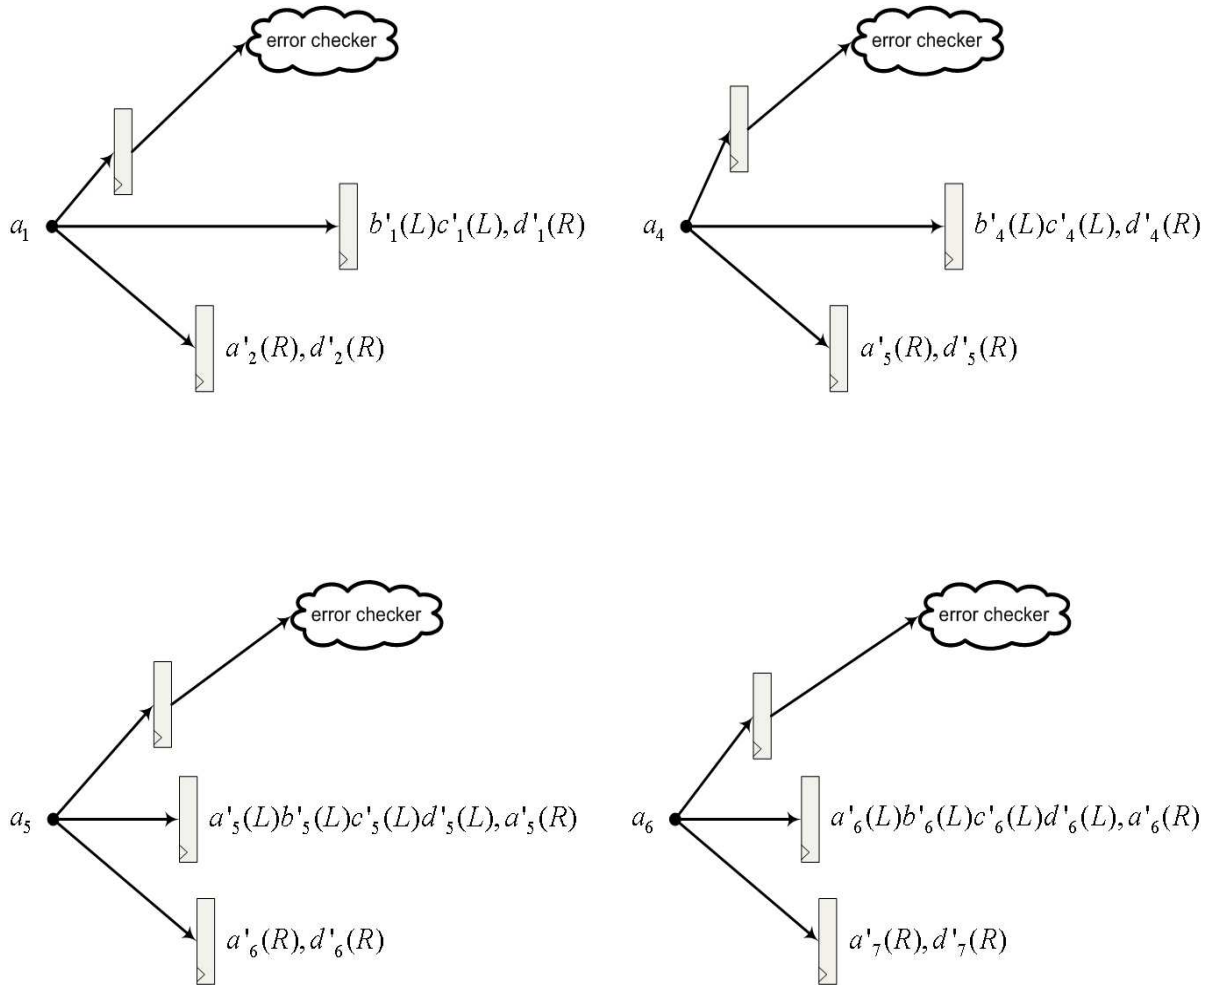 error checker
error checker
a₁
b'₁(L)c'₁(L),d'₁(R)
a₄
b'₄(L)c'₄(L),d'₄(R)
a'₂(R),d'₂(R)
a'₅(R),d'₅(R)
error checker
error checker
a₅
a'₅(L)b'₅(L)c'₅(L)d'₅(L),a'₅(R)
a₆
a'₆(L)b'₆(L)c'₆(L)d'₆(L),a'₆(R)
a'₆(R),d'₆(R)
a'₇(R),d'₇(R)